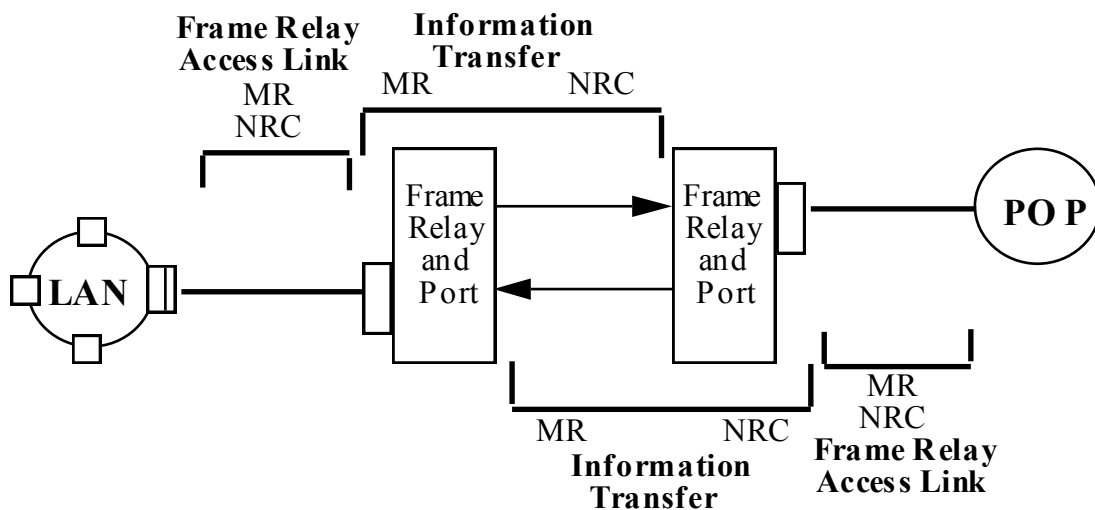 Frame Relay
Access Link
MR
NRC
Information
Transfer
MR NRC
Frame
Relay
and
Port
Frame
Relay
and
Port
POP
LAN
MR NRC
Information
Transfer
MR
NRC
Frame Relay
Access Link